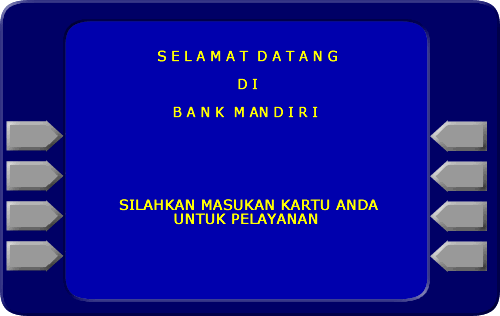 SELAMAT DATANG
DI
BANK MANDIRI
SILAHKAN MASUKAN KARTU ANDA
UNTUK PELAYANAN